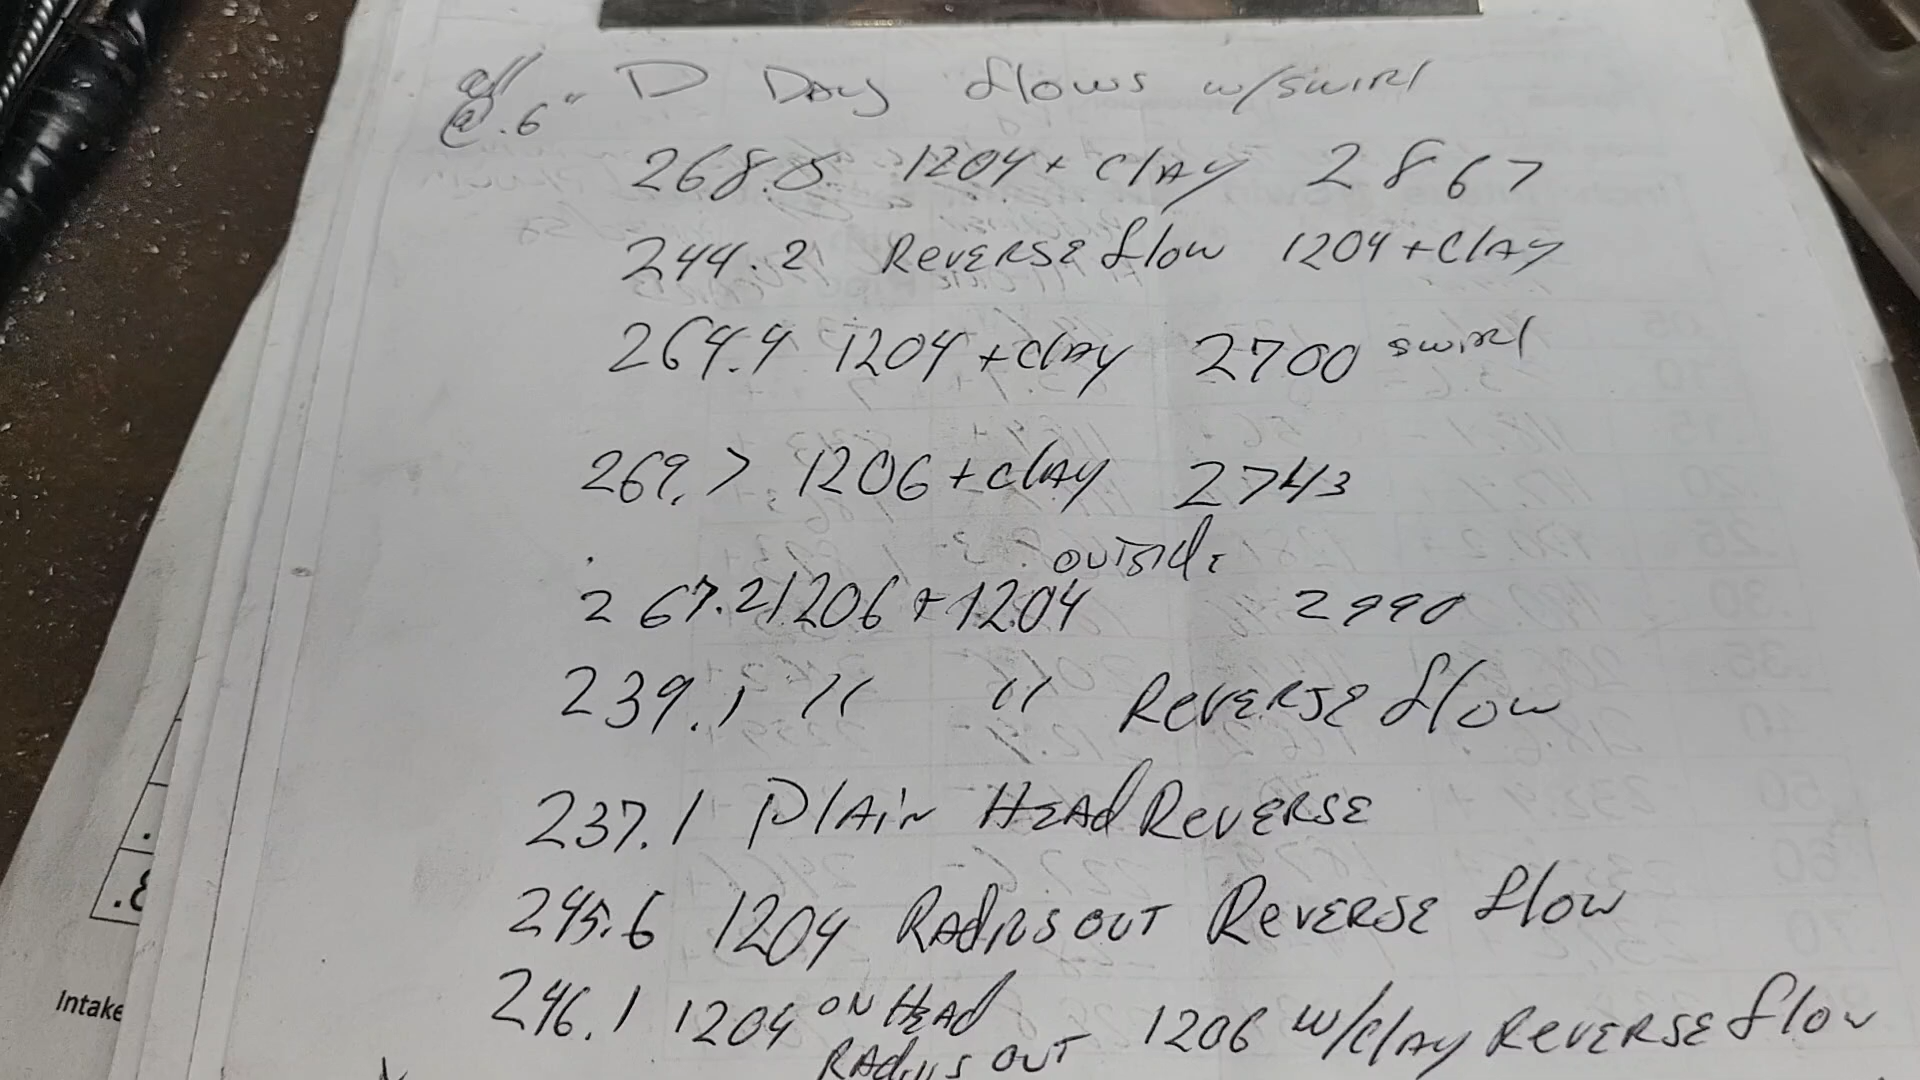 all D Day flows w/swirl
@ .6"
268.8 1204 + Clay 2867
244.2 Reverse flow 1204 + Clay
264.4 1204 + Clay 2700 swirl
269.7 1206 + clay 2743
outside
267.2 1206 + 1204 2990
239.1 " " Reverse flow
237.1 Plain Head Reverse
245.6 1204 Radius out Reverse flow
246.1 1204 on Head 1206 w/clay Reverse flow
Radius out
Intake